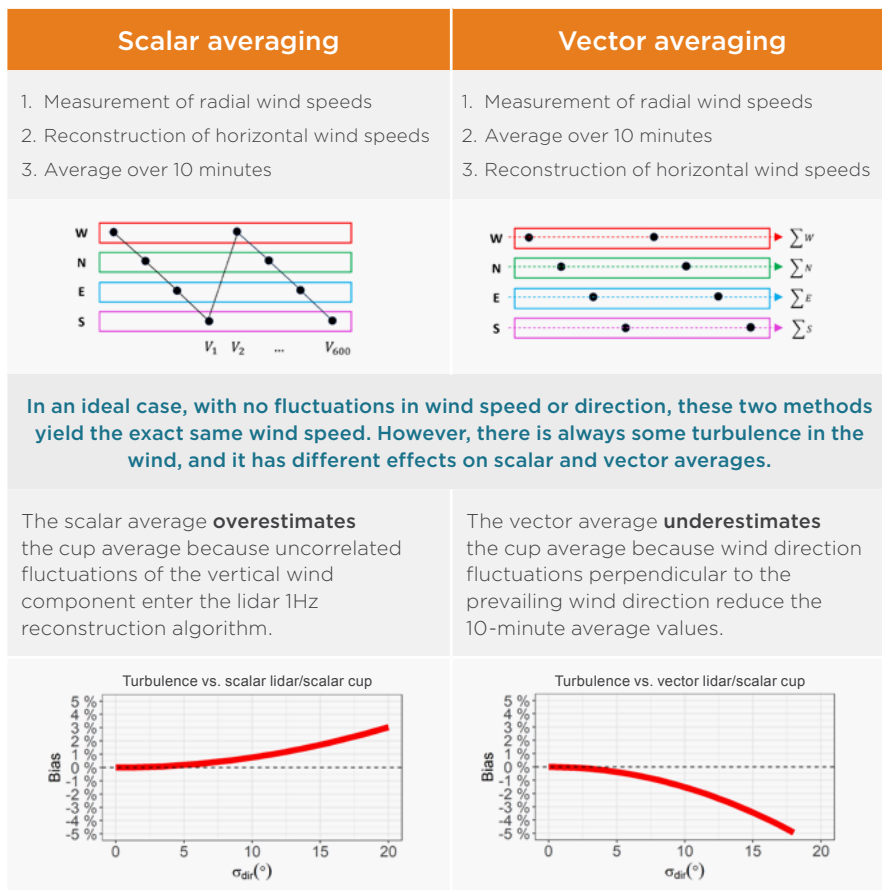 Scalar averaging
Vector averaging
1. Measurement of radial wind speeds
2. Reconstruction of horizontal wind speeds
3. Average over 10 minutes
1. Measurement of radial wind speeds
2. Average over 10 minutes
3. Reconstruction of horizontal wind speeds
W
N
E
S
V₁ V₂ ... V₆₀₀
W ∑W
N ∑N
E ∑E
S ∑S
In an ideal case, with no fluctuations in wind speed or direction, these two methods
yield the exact same wind speed. However, there is always some turbulence in the
wind, and it has different effects on scalar and vector averages.
The scalar average overestimates
the cup average because uncorrelated
fluctuations of the vertical wind
component enter the lidar 1Hz
reconstruction algorithm.
The vector average underestimates
the cup average because wind direction
fluctuations perpendicular to the
prevailing wind direction reduce the
10-minute average values.
Turbulence vs. scalar lidar/scalar cup
5 %
4 %
3 %
2 %
1 %
0 %
-1 %
-2 %
-3 %
-4 %
-5 %
Bias
0 5 10 15 20
σdir(°)
Turbulence vs. vector lidar/scalar cup
5 %
4 %
3 %
2 %
1 %
0 %
-1 %
-2 %
-3 %
-4 %
-5 %
Bias
0 5 10 15 20
σdir(°)